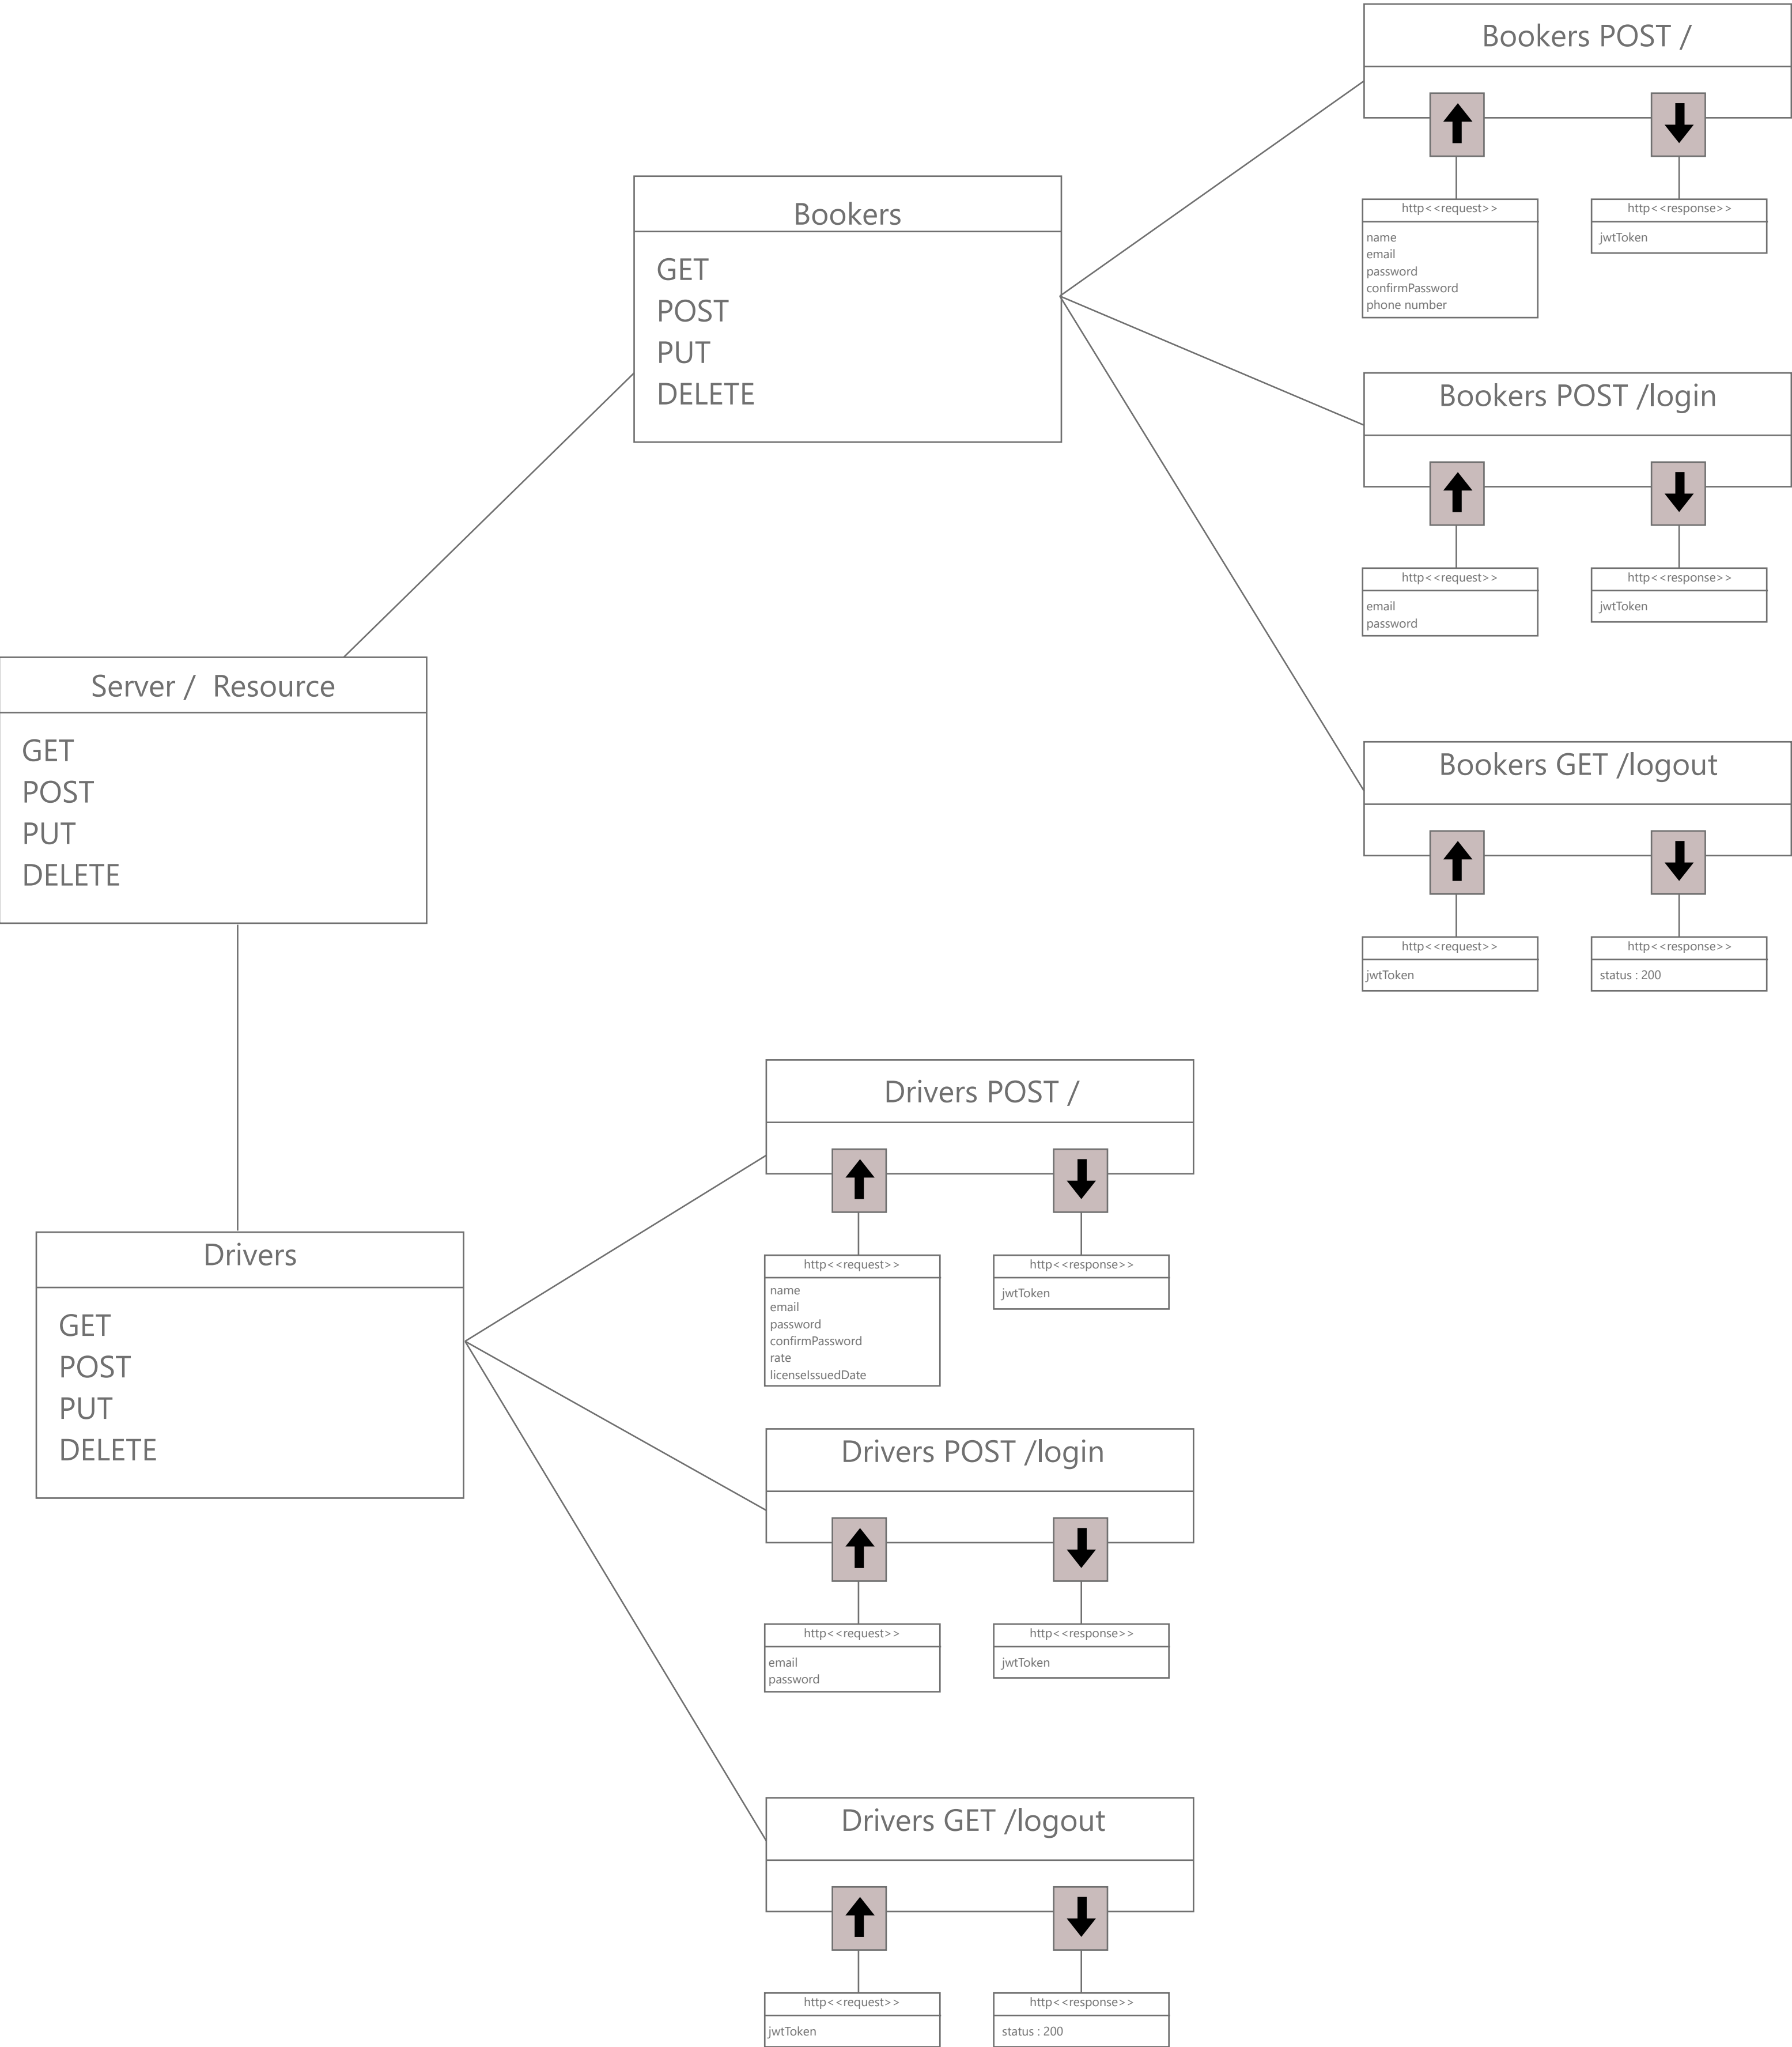 Bookers POST /
http<<request>>
name
email
password
confirmPassword
phone number
http<<response>>
jwtToken
Bookers
GET
POST
PUT
DELETE
Bookers POST /login
http<<request>>
email
password
http<<response>>
jwtToken
Server /  Resource
GET
POST
PUT
DELETE
Bookers GET /logout
http<<request>>
jwtToken
http<<response>>
status : 200
Drivers POST /
http<<request>>
name
email
password
confirmPassword
rate
licenseIssuedDate
http<<response>>
jwtToken
Drivers
GET
POST
PUT
DELETE
Drivers POST /login
http<<request>>
email
password
http<<response>>
jwtToken
Drivers GET /logout
http<<request>>
jwtToken
http<<response>>
status : 200